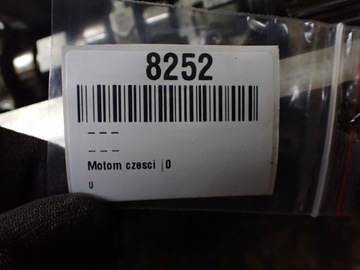 8252
--- --- ---
--- --- ---
Motom czesci |0
0